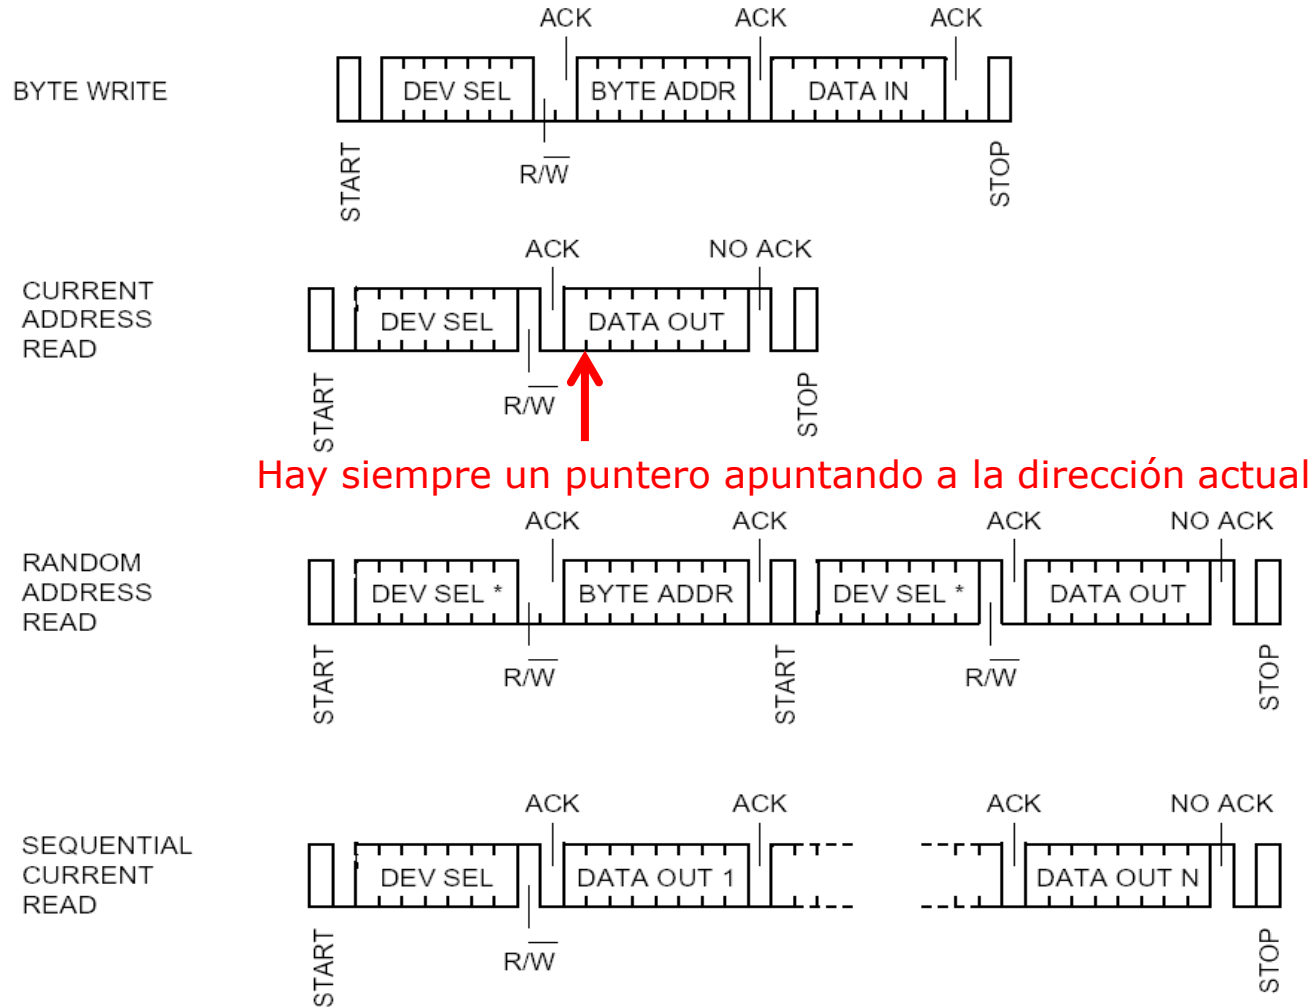 ACK ACK ACK
BYTE WRITE DEV SEL BYTE ADDR DATA IN
START R/W STOP
ACK NO ACK
CURRENT
ADDRESS DEV SEL DATA OUT
READ
START R/W STOP
Hay siempre un puntero apuntando a la dirección actual
ACK ACK ACK NO ACK
RANDOM
ADDRESS DEV SEL * BYTE ADDR DEV SEL * DATA OUT
READ
START R/W START R/W STOP
ACK ACK ACK NO ACK
SEQUENTIAL
CURRENT DEV SEL DATA OUT 1 DATA OUT N
READ
START R/W STOP